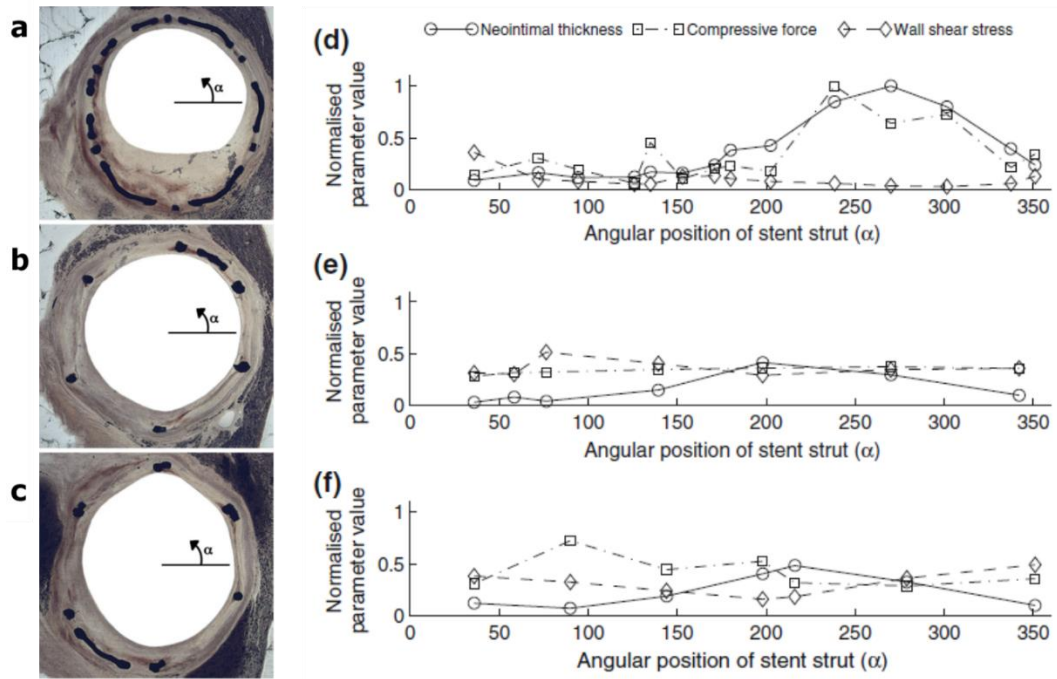 a
α
b
α
c
α
(d)
Neointimal thickness
Compressive force
Wall shear stress
Normalised
parameter value
1
0.5
0
0 50 100 150 200 250 300 350
Angular position of stent strut (α)
(e)
Normalised
parameter value
1
0.5
0
0 50 100 150 200 250 300 350
Angular position of stent strut (α)
(f)
Normalised
parameter value
1
0.5
0
0 50 100 150 200 250 300 350
Angular position of stent strut (α)